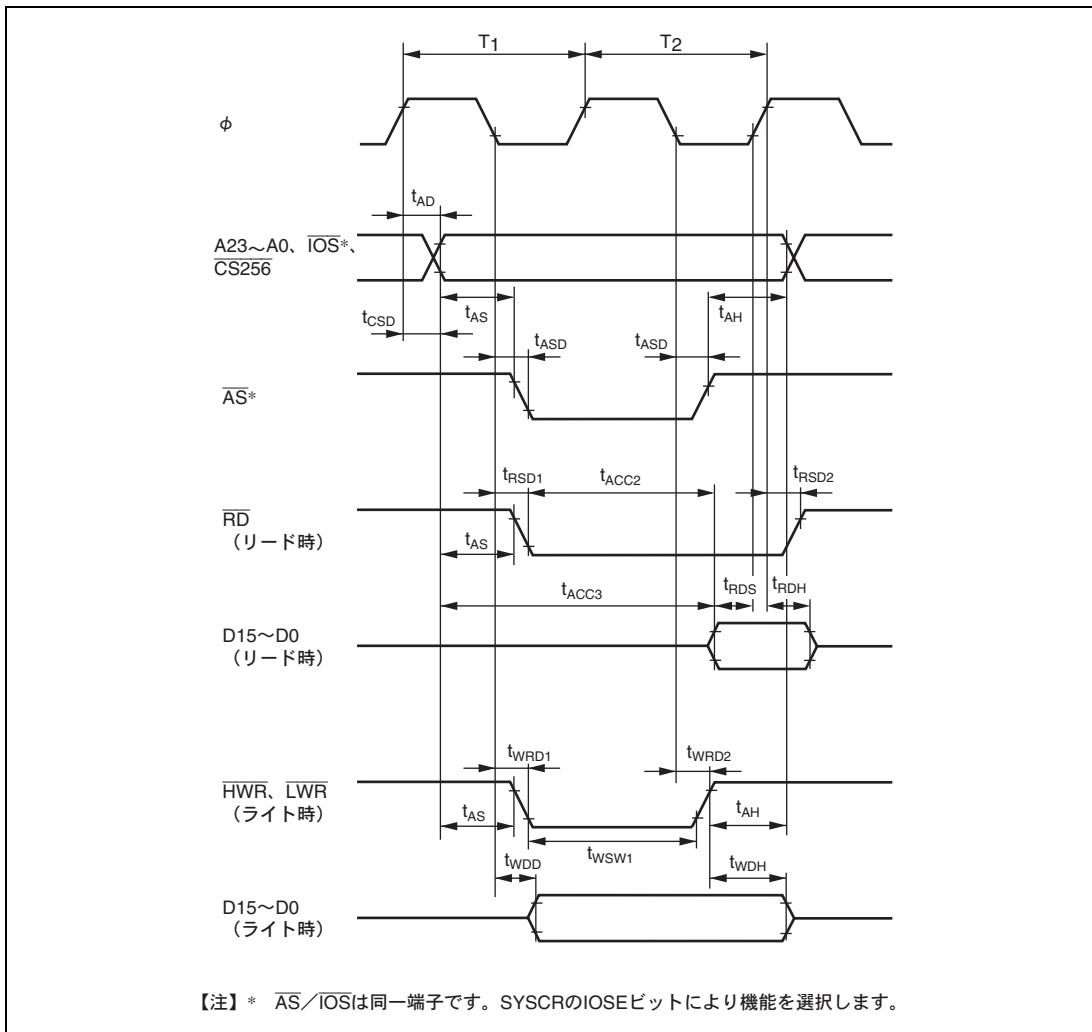 T1 T2
φ
tAD
A23～A0、IOS*、
CS256
tCSD tAS tAH
tASD tASD
AS*
tRSD1 tACC2 tRSD2
RD
（リード時）
tAS
tACC3 tRDS tRDH
D15～D0
（リード時）
tWRD1 tWRD2
HWR、LWR
（ライト時）
tAS tAH
tWSW1
tWDD tWDH
D15～D0
（ライト時）
【注】* AS／IOSは同一端子です。SYSCRのIOSEビットにより機能を選択します。